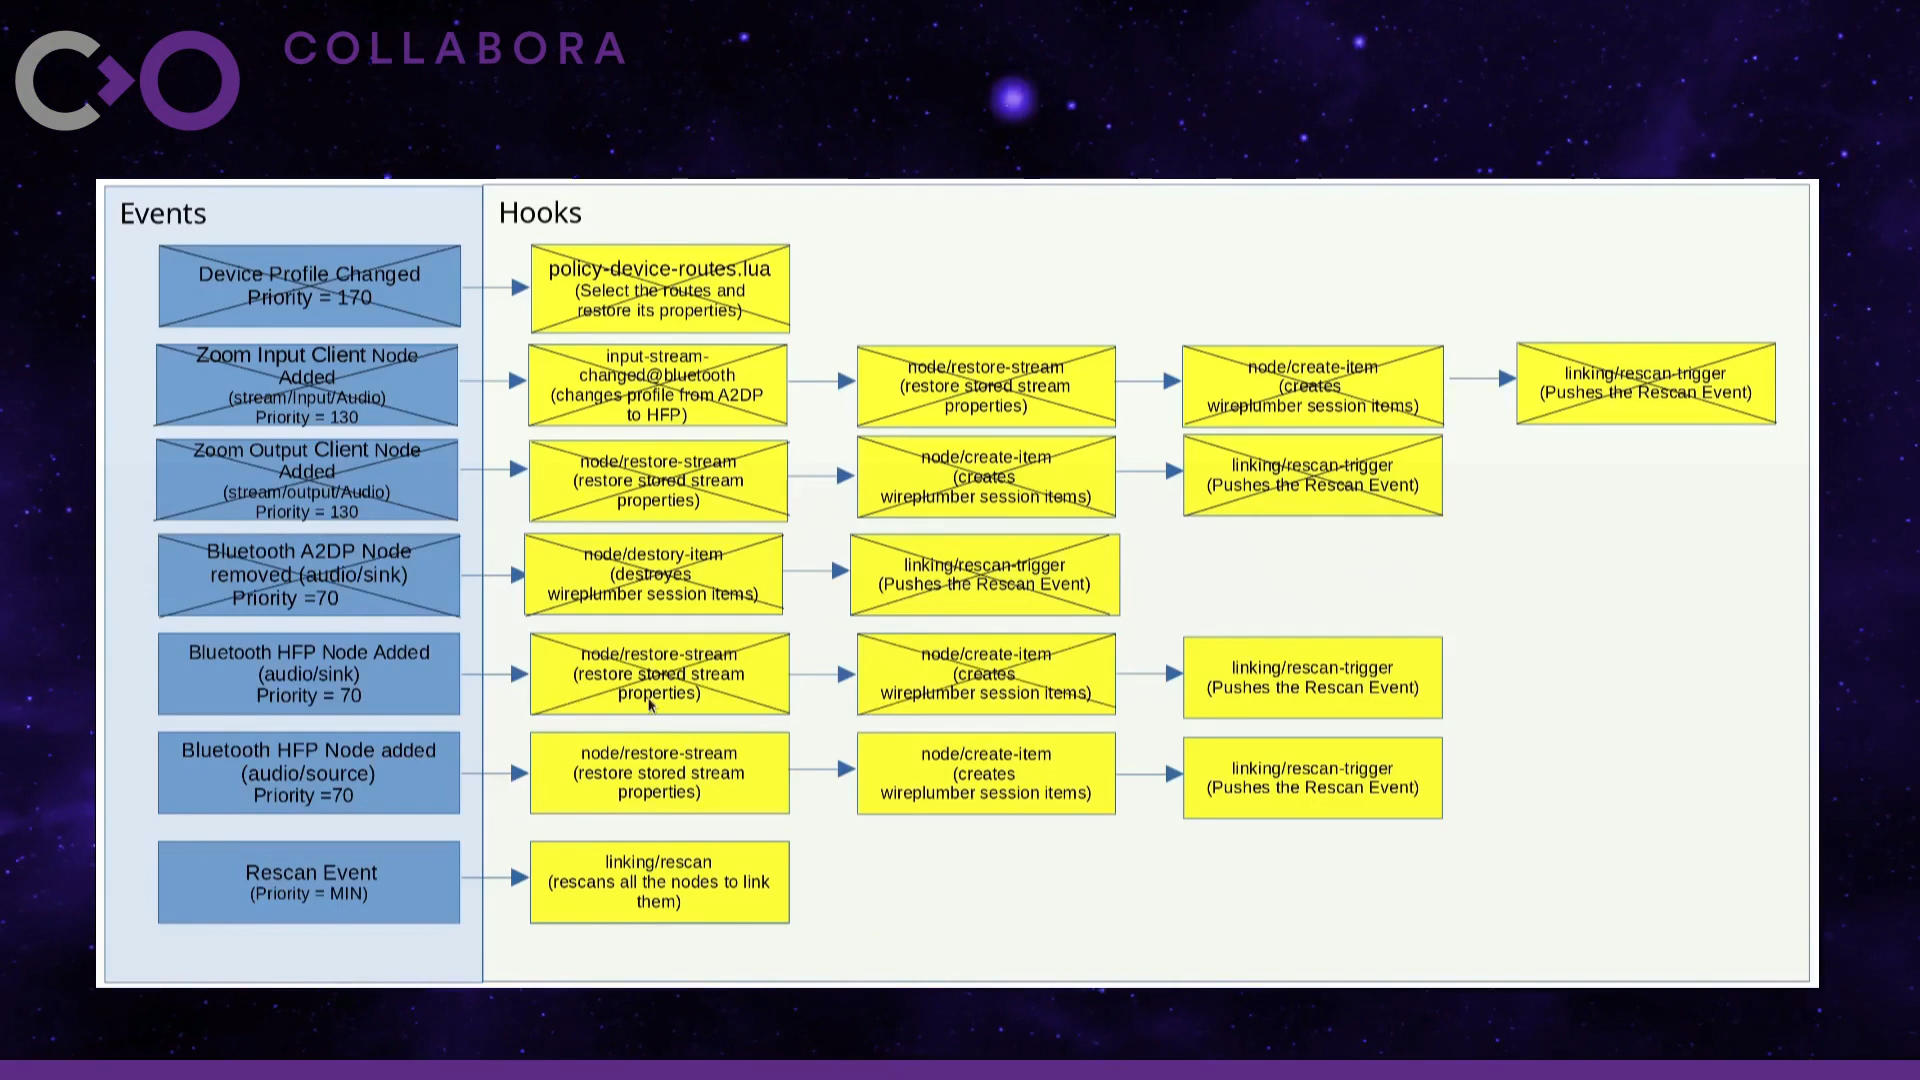 COLLABORA
Events
Hooks
Device Profile Changed
Priority = 170
policy-device-routes.lua
(Select the routes and
restore its properties)
Zoom Input Client Node
Added
(stream/Input/Audio)
Priority = 130
input-stream-
changed@bluetooth
(changes profile from A2DP
to HFP)
node/restore-stream
(restore stored stream
properties)
node/create-item
(creates
wireplumber session items)
linking/rescan-trigger
(Pushes the Rescan Event)
Zoom Output Client Node
Added
(stream/output/Audio)
Priority = 130
node/restore-stream
(restore stored stream
properties)
node/create-item
(creates
wireplumber session items)
linking/rescan-trigger
(Pushes the Rescan Event)
Bluetooth A2DP Node
removed (audio/sink)
Priority =70
node/destory-item
(destroyes
wireplumber session items)
linking/rescan-trigger
(Pushes the Rescan Event)
Bluetooth HFP Node Added
(audio/sink)
Priority = 70
node/restore-stream
(restore stored stream
properties)
node/create-item
(creates
wireplumber session items)
linking/rescan-trigger
(Pushes the Rescan Event)
Bluetooth HFP Node added
(audio/source)
Priority =70
node/restore-stream
(restore stored stream
properties)
node/create-item
(creates
wireplumber session items)
linking/rescan-trigger
(Pushes the Rescan Event)
Rescan Event
(Priority = MIN)
linking/rescan
(rescans all the nodes to link
them)